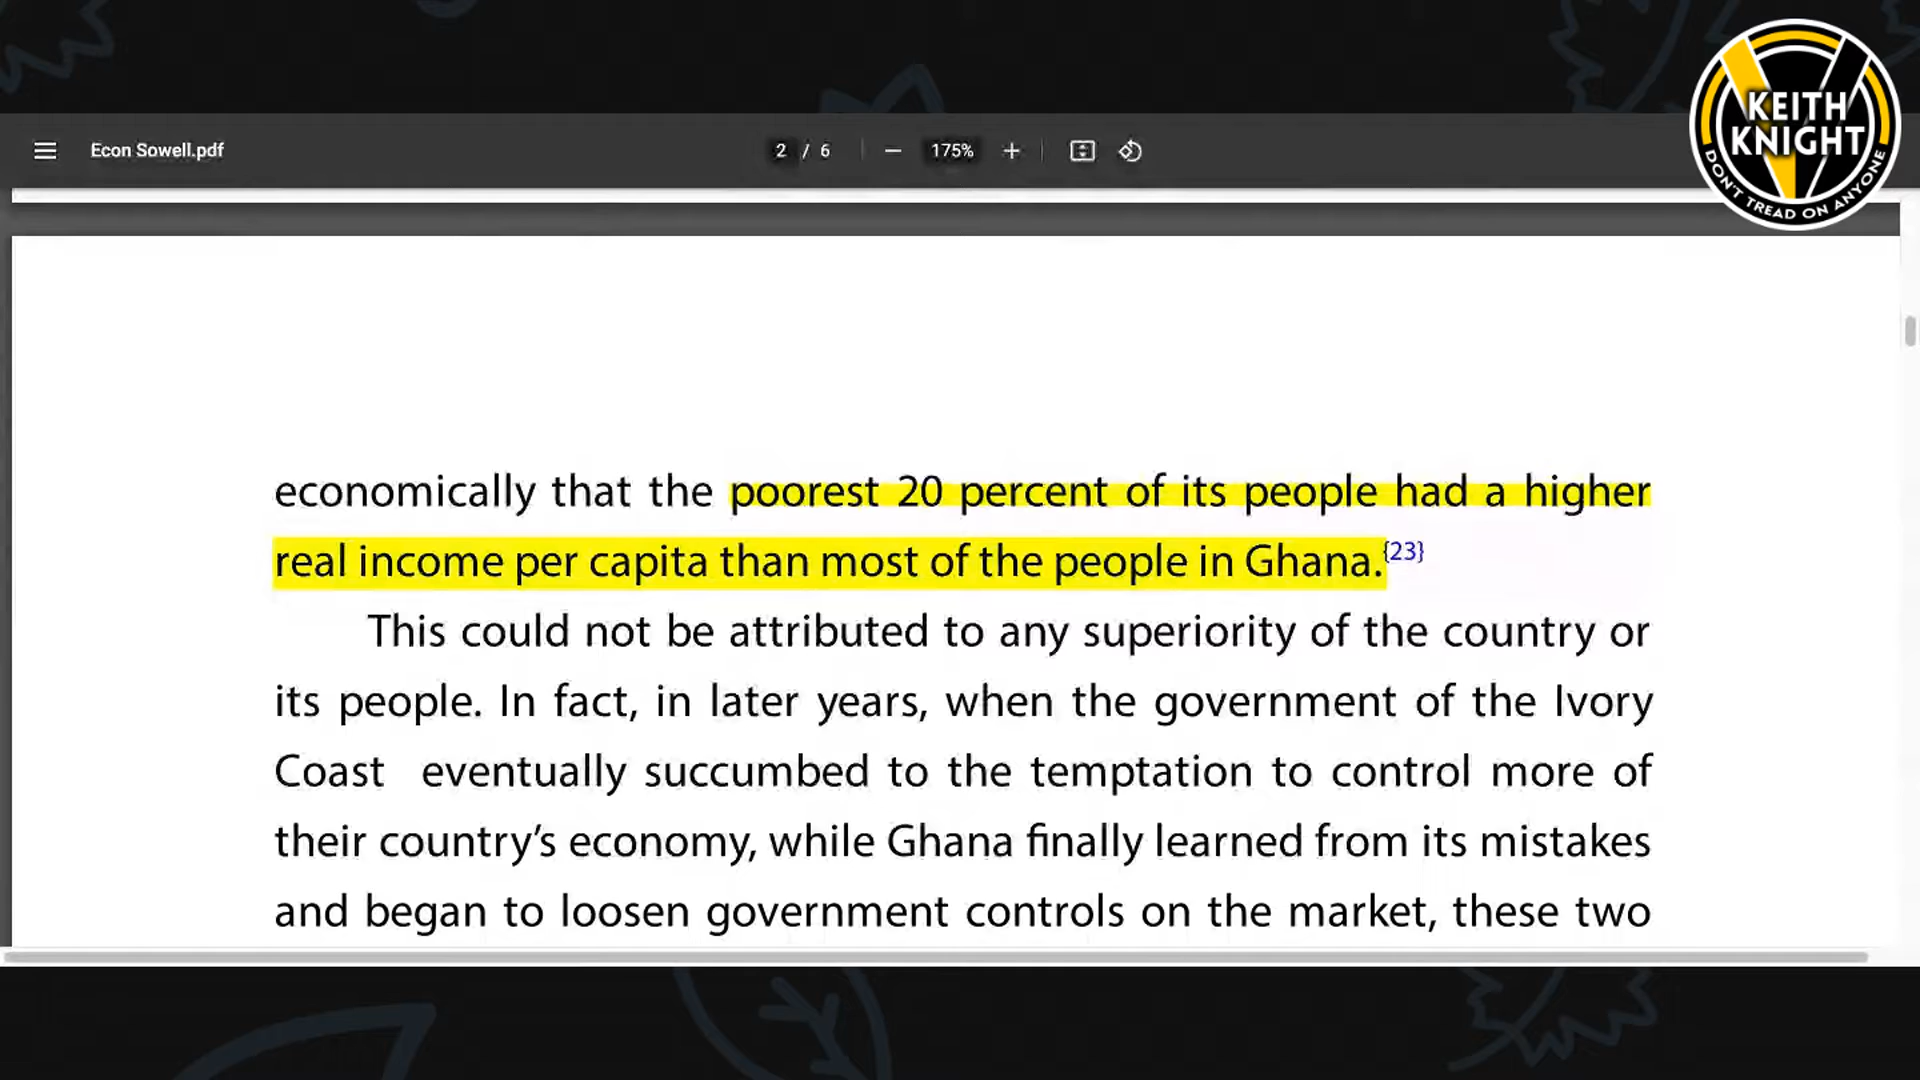 KEITH
KNIGHT
DON'T TREAD ON ANYONE
Econ Sowell.pdf
2 / 6
175%
economically that the poorest 20 percent of its people had a higher
real income per capita than most of the people in Ghana.{23}
This could not be attributed to any superiority of the country or
its people. In fact, in later years, when the government of the Ivory
Coast eventually succumbed to the temptation to control more of
their country’s economy, while Ghana finally learned from its mistakes
and began to loosen government controls on the market, these two